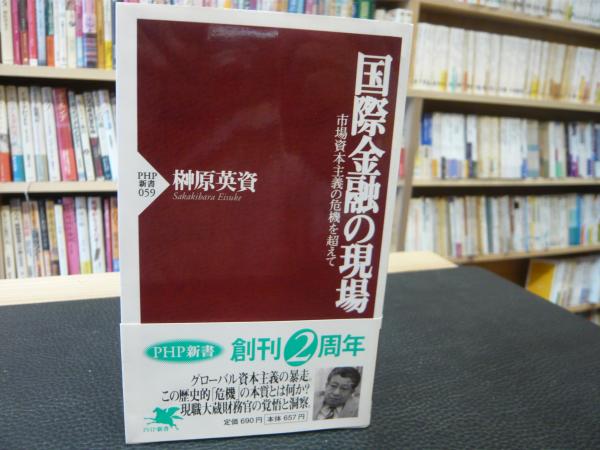 国際金融の現場
市場資本主義の危機を超えて
PHP
新書
059
榊原英資
Sakakibara Eisuke
PHP新書
創刊2周年
グローバル資本主義の暴走。
この歴史的「危機」の本質とは何か?
現職大蔵財務官の覚悟と洞察。
定価690円 本体657円
PHP新書